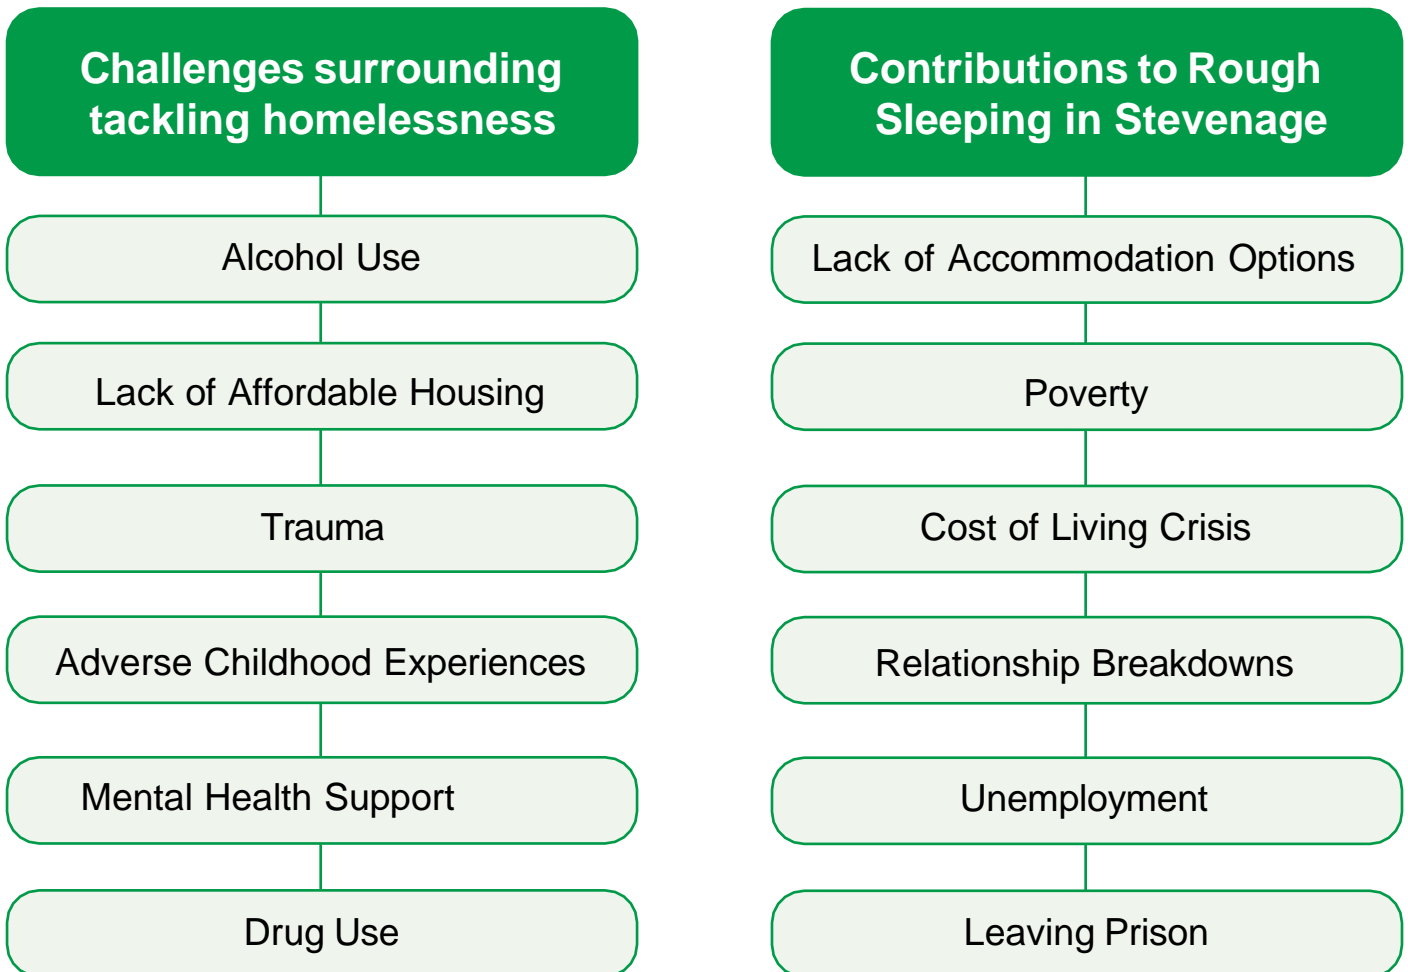 Challenges surrounding
tackling homelessness
Alcohol Use
Lack of Affordable Housing
Trauma
Adverse Childhood Experiences
Mental Health Support
Drug Use
Contributions to Rough
Sleeping in Stevenage
Lack of Accommodation Options
Poverty
Cost of Living Crisis
Relationship Breakdowns
Unemployment
Leaving Prison